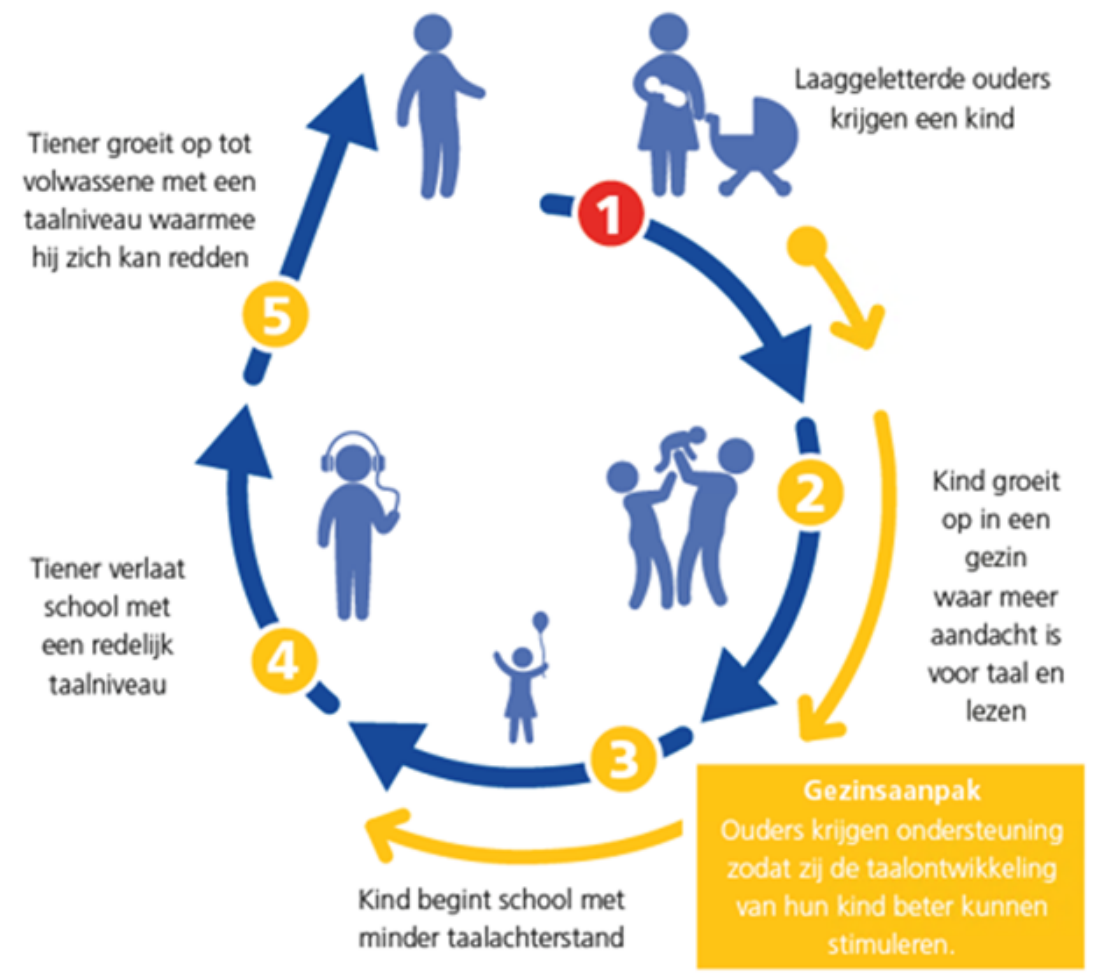 Laaggeletterde ouders
krijgen een kind
1
2
Kind groeit
op in een
gezin
waar meer
aandacht is
voor taal en
lezen
Gezinsaanpak
Ouders krijgen ondersteuning
zodat zij de taalontwikkeling
van hun kind beter kunnen
stimuleren.
3
Kind begint school met
minder taalachterstand
4
Tiener verlaat
school met
een redelijk
taalniveau
5
Tiener groeit op tot
volwassene met een
taalniveau waarmee
hij zich kan redden